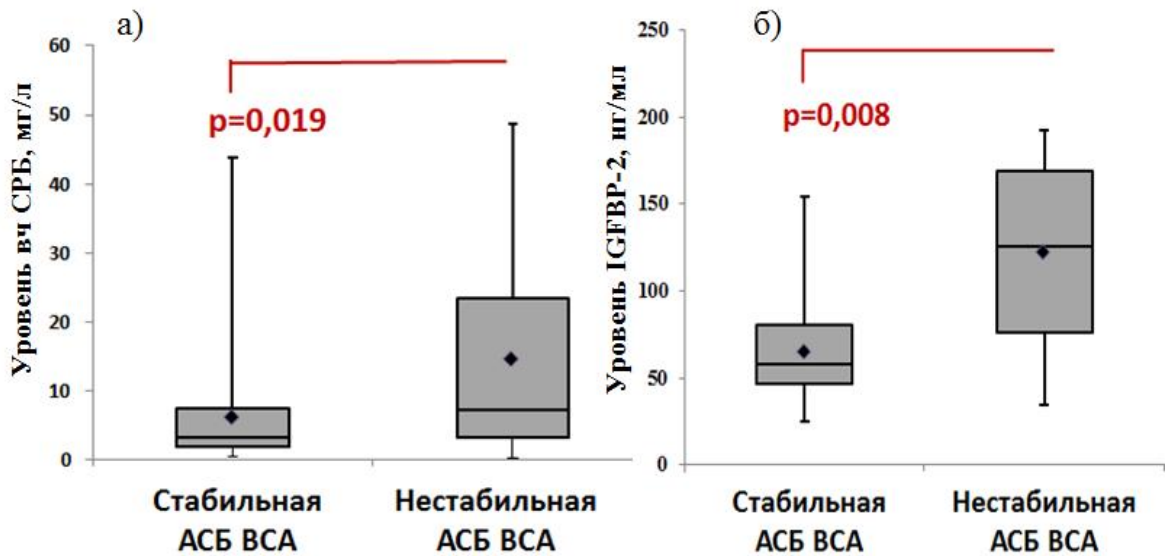 а)
Уровень вч СРБ, мг/л
60
50
40
30
20
10
0
p=0,019
Стабильная
АСБ ВСА
Нестабильная
АСБ ВСА
б)
Уровень IGFBP-2, нг/мл
250
200
150
100
50
0
p=0,008
Стабильная
АСБ ВСА
Нестабильная
АСБ ВСА